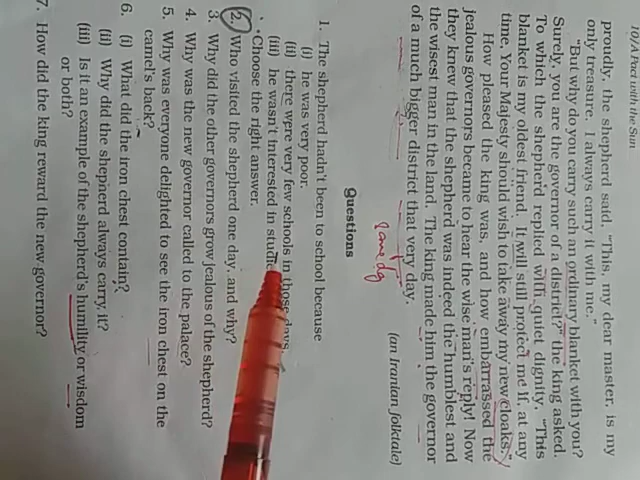 10/A Pact with the Sun
proudly, the shepherd said, "This, my dear master, is my
only treasure. I always carry it with me."
"But why do you carry such an ordinary blanket with you?
Surely, you are the governor of a district?" the king asked.
To which the shepherd replied with quiet dignity, "This
blanket is my oldest friend. It will still protect me if, at any
time, Your Majesty should wish to take away my new cloaks."
How pleased the king was, and how embarrassed the
jealous governors became to hear the wise man's reply! Now
they knew that the shepherd was indeed the humblest and
the wisest man in the land. The king made him the governor
of a much bigger district that very day.
(an Iranian folktale)
Questions
1. The shepherd hadn't been to school because
(i) he was very poor.
(ii) there were very few schools in those days.
(iii) he wasn't interested in
Choose the right answer.
2. Who visited the shepherd one day, and why?
3. Why did the other governors grow jealous of the shepherd?
4. Why was the new governor called to the palace?
5. Why was everyone delighted to see the iron chest on the
camel's back?
6. (i) What did the iron chest contain?
(ii) Why did the shepherd always carry it?
(iii) Is it an example of the shepherd's humility or wisdom
or both?
7. How did the king reward the new governor?